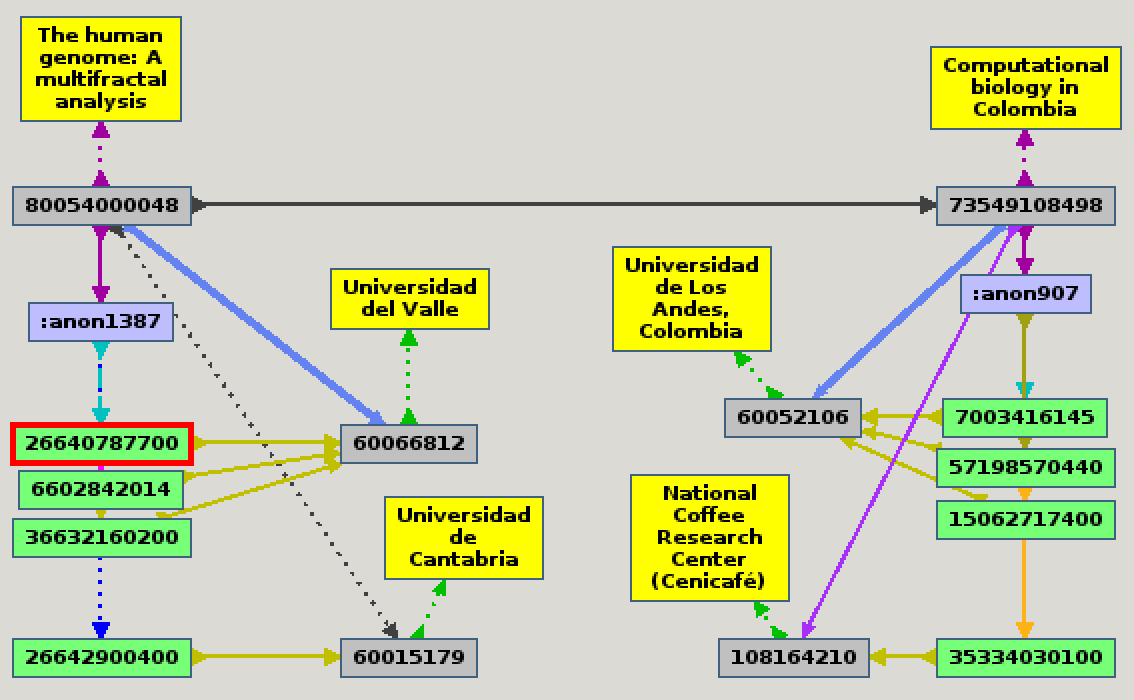 The human
genome: A
multifractal
analysis
Computational
biology in
Colombia
80054000048
73549108498
Universidad
del Valle
Universidad
de Los
Andes,
Colombia
:anon1387
:anon907
26640787700
60066812
60052106
7003416145
6602842014
57198570440
36632160200
15062717400
Universidad
de
Cantabria
National
Coffee
Research
Center
(Cenicafé)
26642900400
60015179
108164210
35334030100